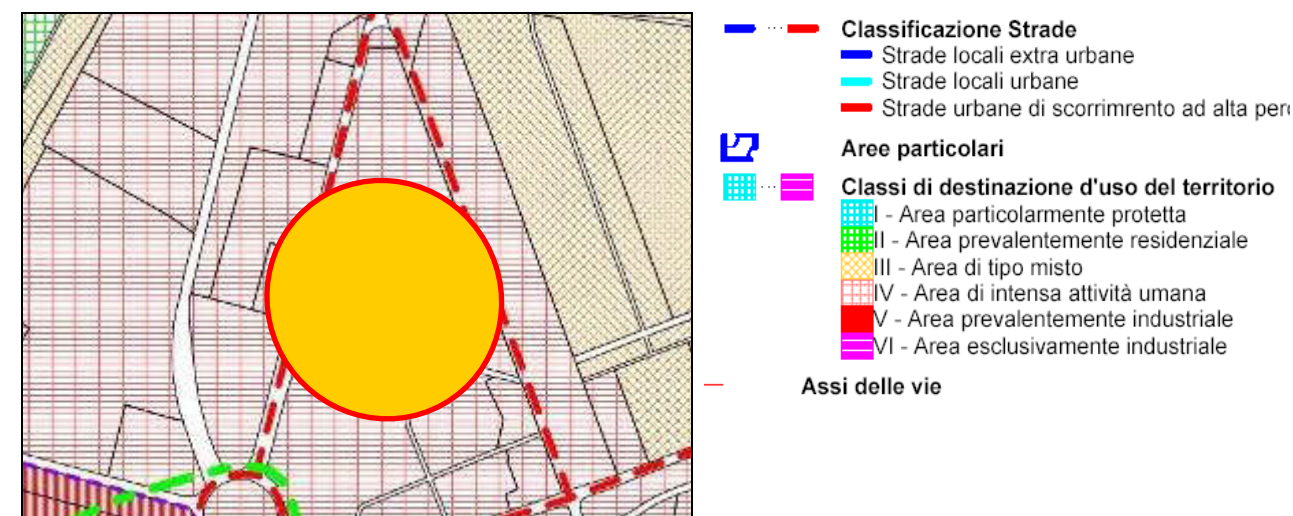 Classificazione Strade
Strade locali extra urbane
Strade locali urbane
Strade urbane di scorrimrento ad alta
Aree particolari
Classi di destinazione d'uso del territorio
I - Area particolarmente protetta
II - Area prevalentemente residenziale
III - Area di tipo misto
IV - Area di intensa attività umana
V - Area prevalentemente industriale
VI - Area esclusivamente industriale
Assi delle vie